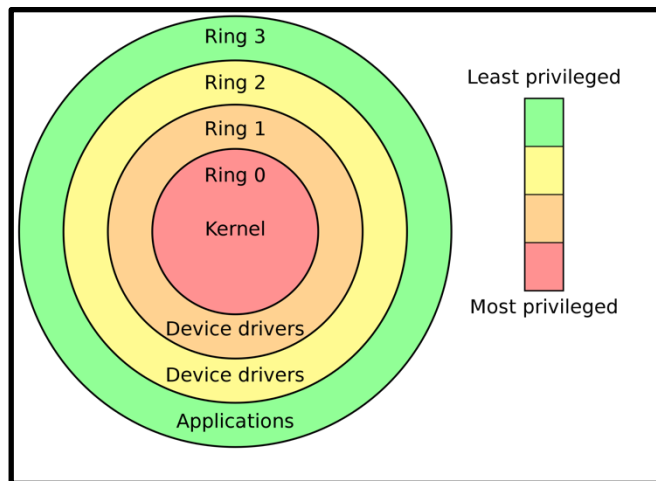 Ring 3
Ring 2
Ring 1
Ring 0
Kernel
Device drivers
Device drivers
Applications
Least privileged
Most privileged